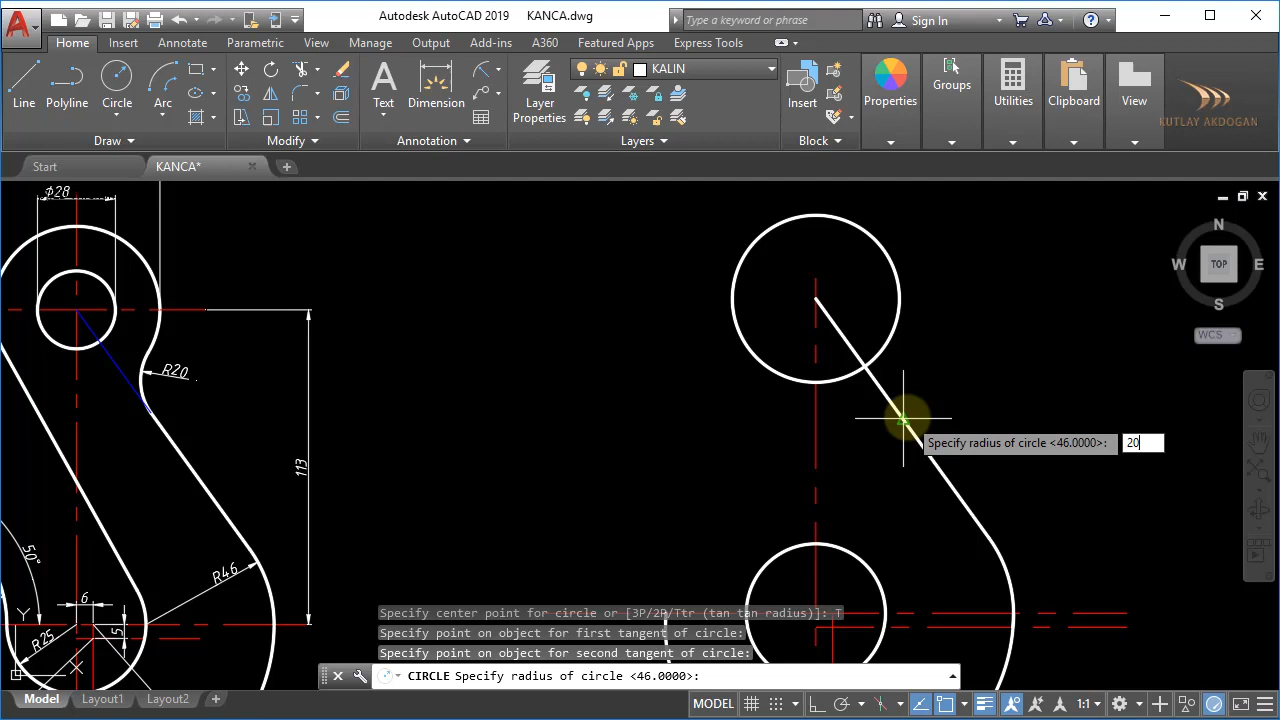 Autodesk AutoCAD 2019 KANCA.dwg
Type a keyword or phrase
Sign In
Home Insert Annotate Parametric View Manage Output Add-ins A360 Featured Apps Express Tools
KALIN
Line Polyline Circle Arc
Text Dimension
Layer
Properties
Insert
Properties
Groups
Utilities
Clipboard
View
KUTLAY AKDOGAN
Draw Modify Annotation Layers Block
Start KANCA*
Φ28
R20
113
50°
R46
6
5
R25
Y
X
N
W TOP E
S
WCS
Specify radius of circle <46.0000>: 20
Specify center point for circle or [3P/2P/Ttr (tan tan radius)]: T
Specify point on object for first tangent of circle:
Specify point on object for second tangent of circle:
CIRCLE Specify radius of circle <46.0000>:
Model Layout1 Layout2
MODEL
1:1